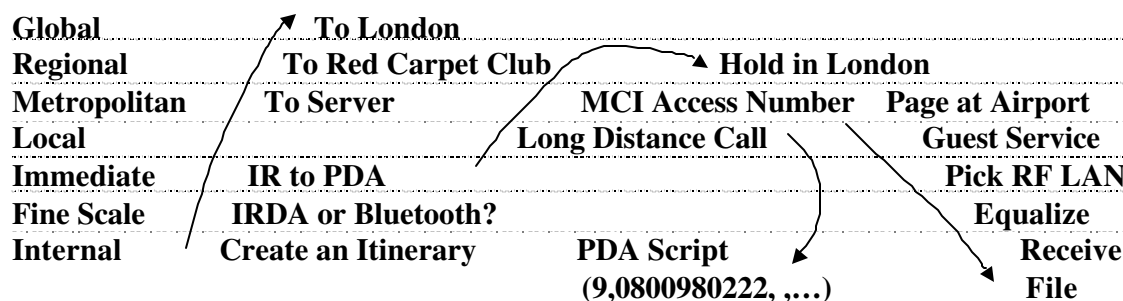 Global To London
Regional To Red Carpet Club Hold in London
Metropolitan To Server MCI Access Number Page at Airport
Local Long Distance Call Guest Service
Immediate IR to PDA Pick RF LAN
Fine Scale IRDA or Bluetooth? Equalize
Internal Create an Itinerary PDA Script Receive
(9,0800980222, ,…) File